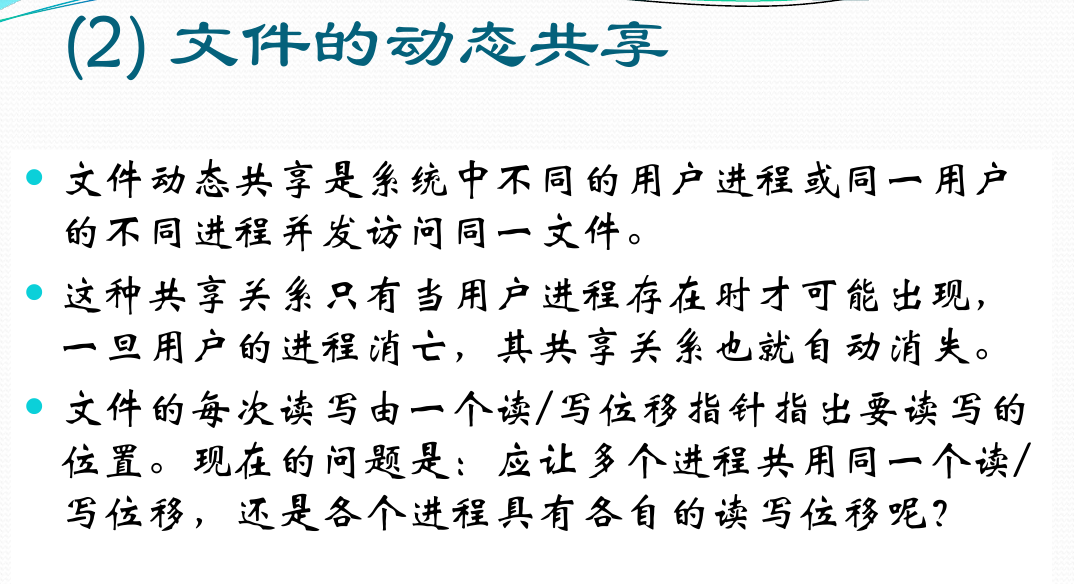 (2) 文件的动态共享
• 文件动态共享是系统中不同的用户进程或同一用户
的不同进程并发访问同一文件。
• 这种共享关系只有当用户进程存在时才可能出现，
一旦用户的进程消亡，其共享关系也就自动消失。
• 文件的每次读写由一个读/写位移指针指出要读写的
位置。现在的问题是：应让多个进程共用同一个读/
写位移，还是各个进程具有各自的读写位移呢?